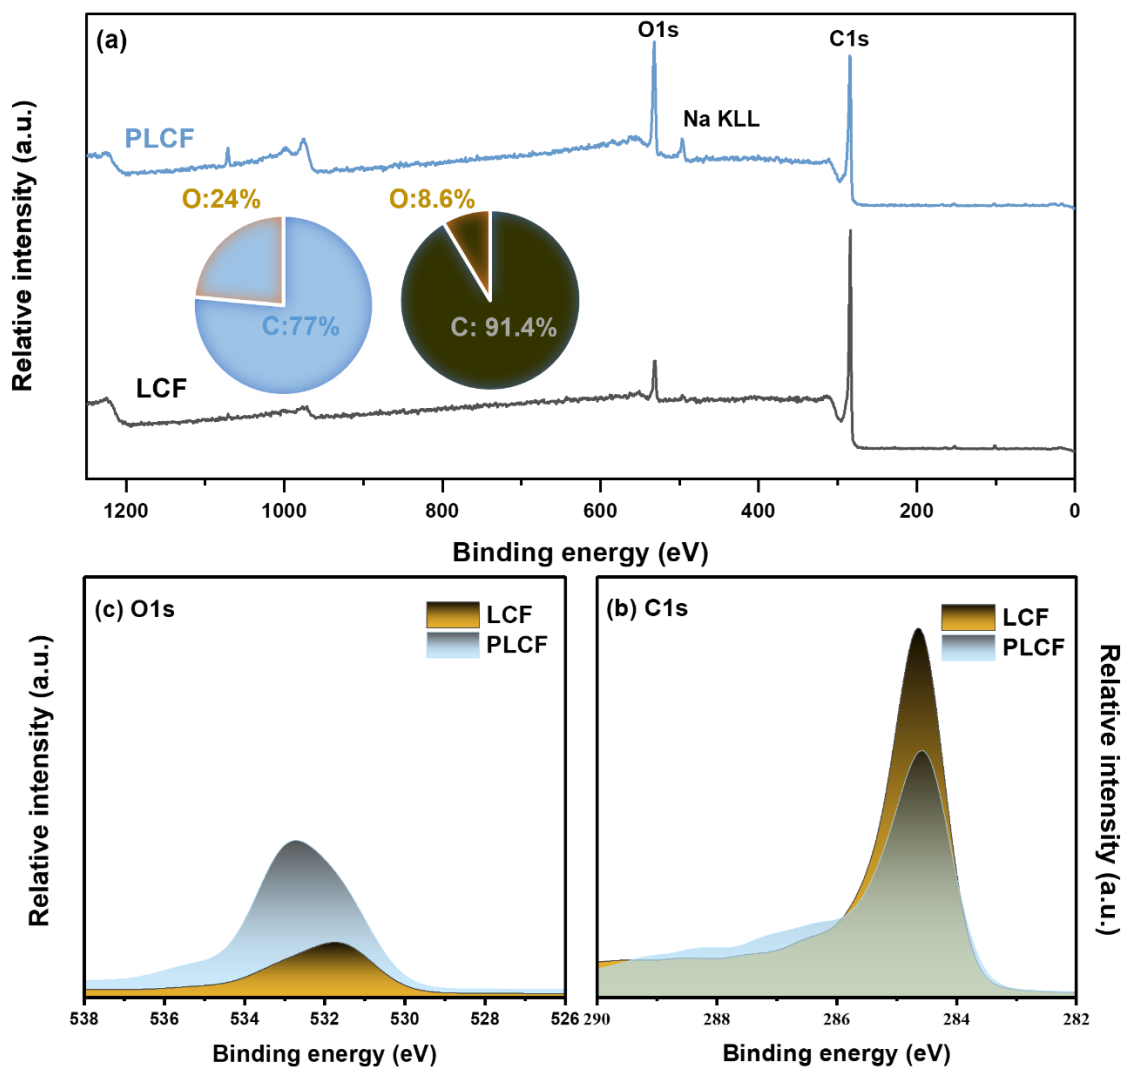 (a)
O1s
C1s
Na KLL
PLCF
O:24%
O:8.6%
C:77%
C: 91.4%
LCF
Relative intensity (a.u.)
1200
1000
800
600
400
200
0
Binding energy (eV)
(c) O1s
LCF
PLCF
Relative intensity (a.u.)
538
536
534
532
530
528
526
Binding energy (eV)
(b) C1s
LCF
PLCF
Relative intensity (a.u.)
290
288
286
284
282
Binding energy (eV)